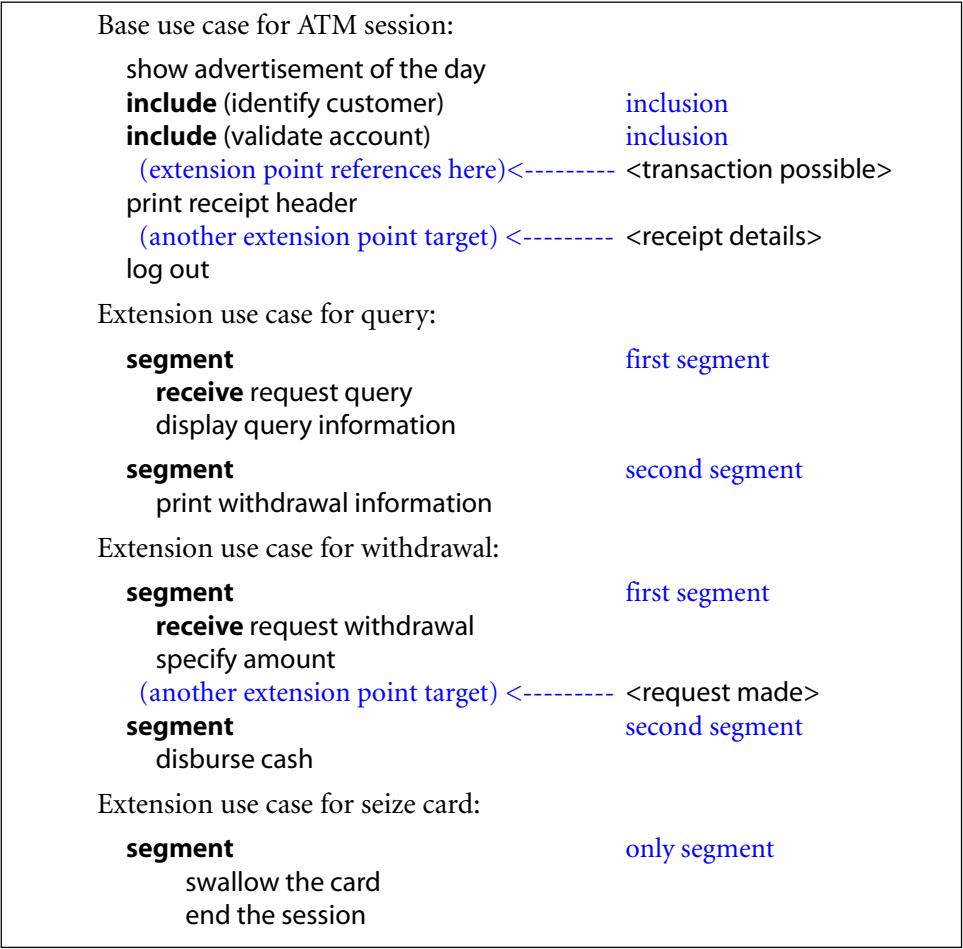 Base use case for ATM session:
show advertisement of the day
include (identify customer) inclusion
include (validate account) inclusion
(extension point references here)<--------- <transaction possible>
print receipt header
(another extension point target) <--------- <receipt details>
log out
Extension use case for query:
segment first segment
receive request query
display query information
segment second segment
print withdrawal information
Extension use case for withdrawal:
segment first segment
receive request withdrawal
specify amount
(another extension point target) <--------- <request made>
segment second segment
disburse cash
Extension use case for seize card:
segment only segment
swallow the card
end the session